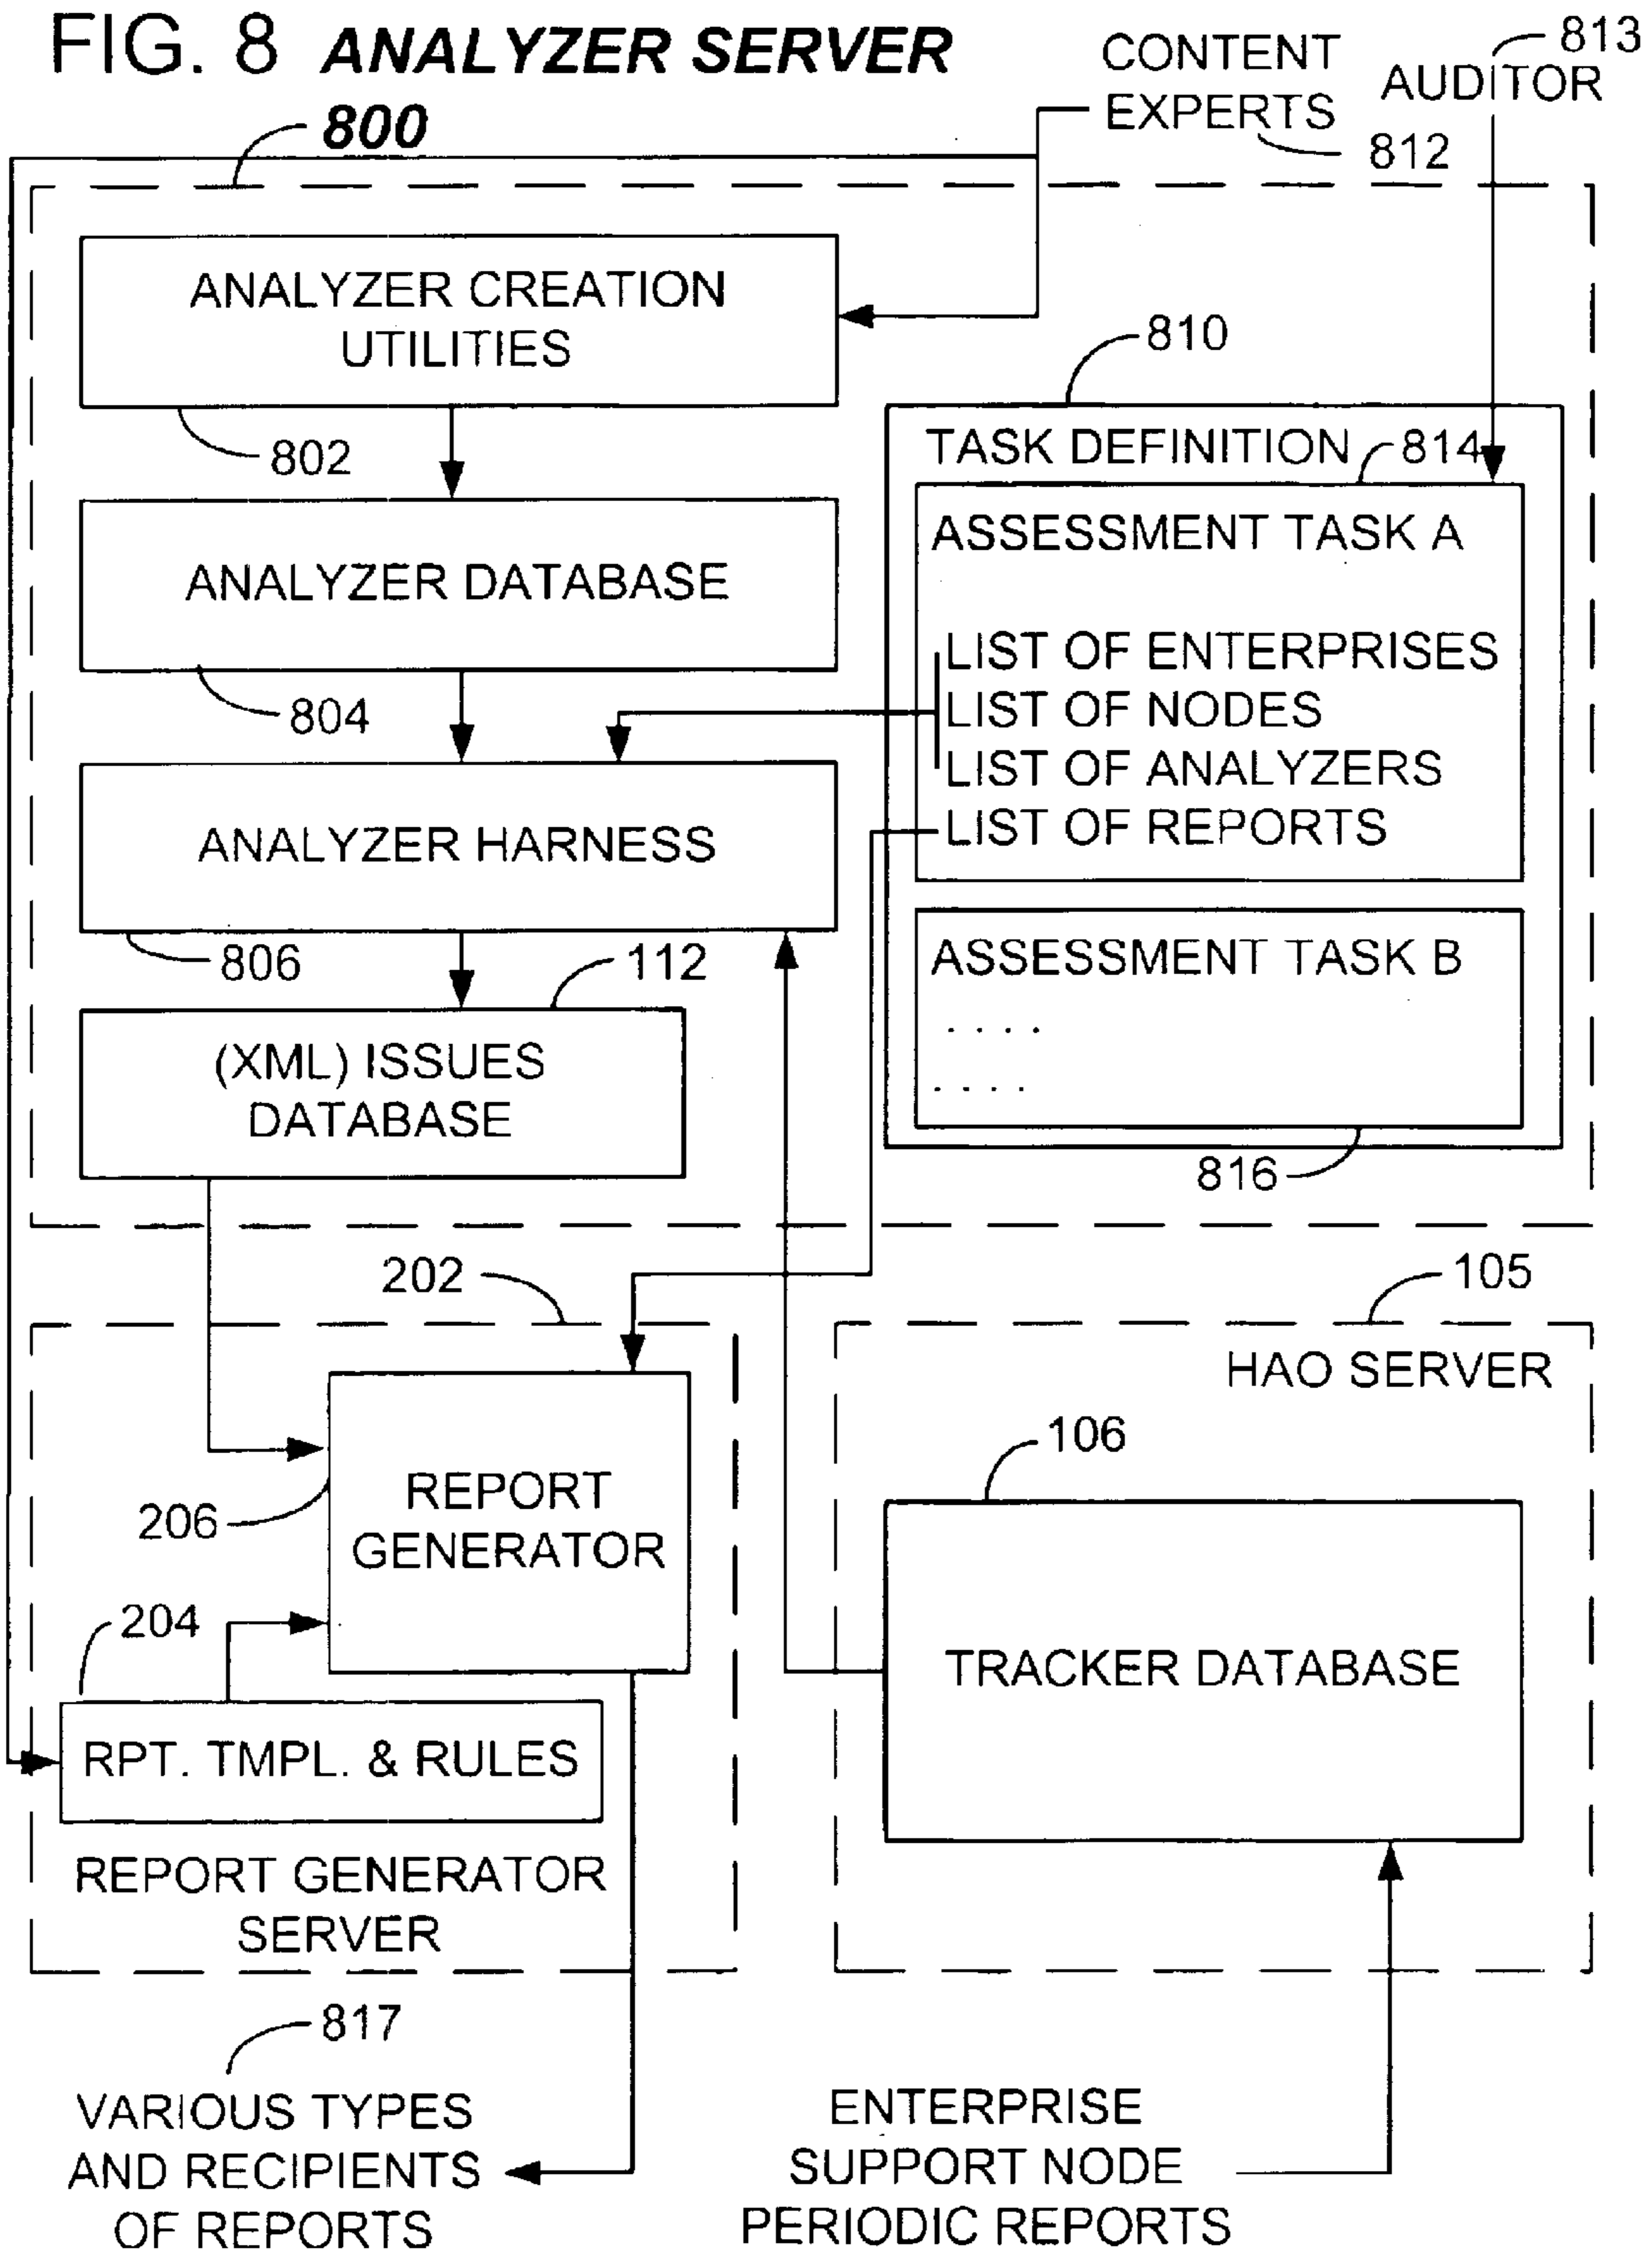 FIG. 8 ANALYZER SERVER
800
CONTENT
EXPERTS
812
813
AUDITOR
ANALYZER CREATION
UTILITIES
802
810
TASK DEFINITION
814
ANALYZER DATABASE
804
ASSESSMENT TASK A
LIST OF ENTERPRISES
LIST OF NODES
LIST OF ANALYZERS
LIST OF REPORTS
ANALYZER HARNESS
806
112
ASSESSMENT TASK B
. . . .
. . . .
816
(XML) ISSUES
DATABASE
202
105
HAO SERVER
REPORT
GENERATOR
206
106
TRACKER DATABASE
204
RPT. TMPL. & RULES
REPORT GENERATOR
SERVER
817
VARIOUS TYPES
AND RECIPIENTS
OF REPORTS
ENTERPRISE
SUPPORT NODE
PERIODIC REPORTS